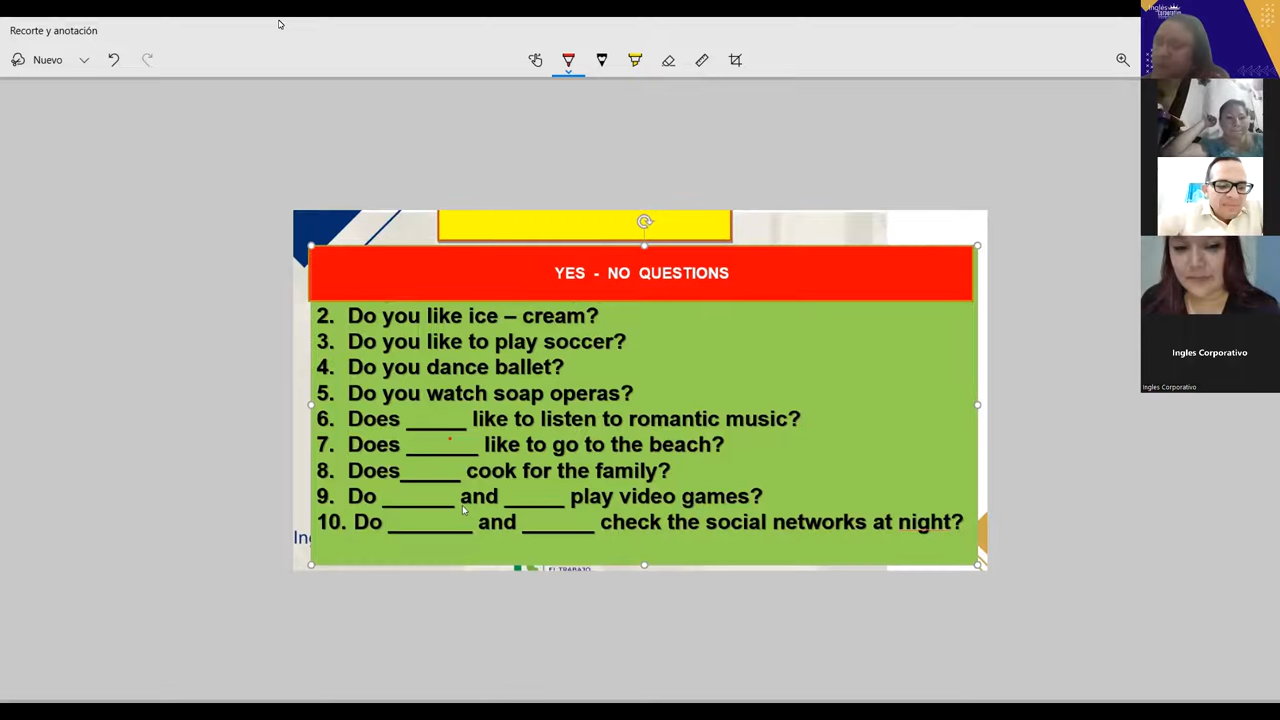 Recorte y anotación
Nuevo
YES - NO QUESTIONS
2. Do you like ice – cream?
3. Do you like to play soccer?
4. Do you dance ballet?
5. Do you watch soap operas?
6. Does _____ like to listen to romantic music?
7. Does ______ like to go to the beach?
8. Does_____ cook for the family?
9. Do ______ and _____ play video games?
10. Do _______ and ______ check the social networks at night?
EL TRABAJO
Inglés
Corporativo
Ingles Corporativo
Ingles Corporativo